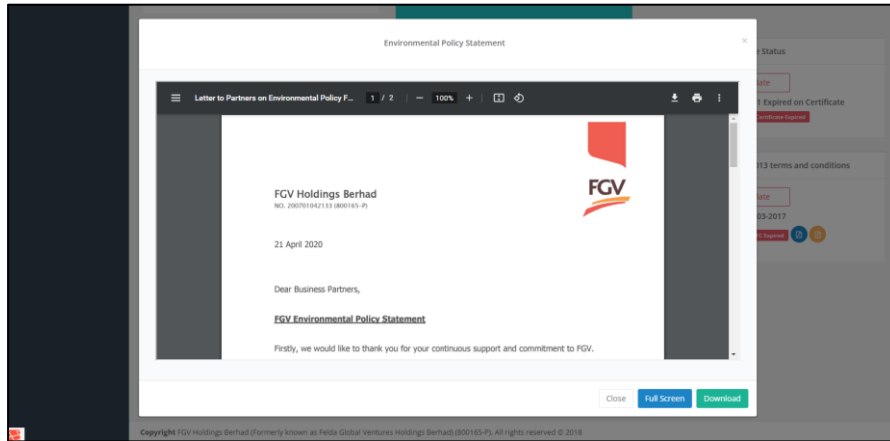 Environmental Policy Statement
×
Letter to Partners on Environmental Policy F...
1 / 2
− 100% +
FGV
FGV Holdings Berhad
NO. 200701042133 (800165-P)
21 April 2020
Dear Business Partners,
FGV Environmental Policy Statement
Firstly, we would like to thank you for your continuous support and commitment to FGV.
Close
Full Screen
Download
Status
1 Expired on Certificate
Certificate Expired
013 terms and conditions
03-2017
Expired
Copyright FGV Holdings Berhad (Formerly known as Felda Global Ventures Holdings Berhad) (800165-P). All rights reserved © 2018